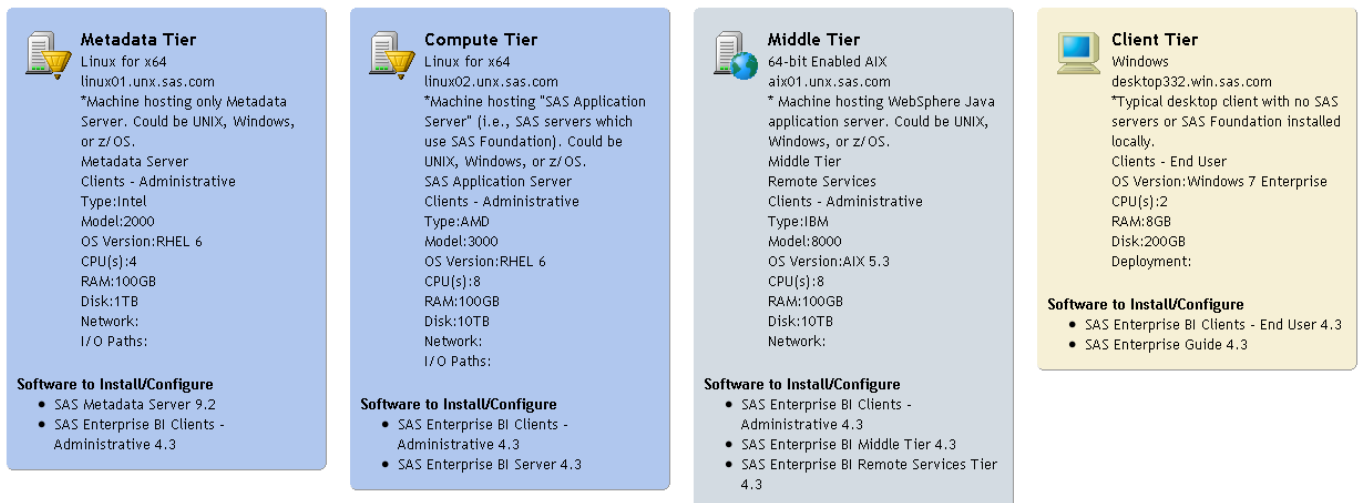 Metadata Tier
Linux for x64
linux01.unx.sas.com
*Machine hosting only Metadata
Server. Could be UNIX, Windows,
or z/OS.
Metadata Server
Clients - Administrative
Type:Intel
Model:2000
OS Version:RHEL 6
CPU(s):4
RAM:100GB
Disk:1TB
Network:
I/O Paths:
Software to Install/Configure
• SAS Metadata Server 9.2
• SAS Enterprise BI Clients -
Administrative 4.3
Compute Tier
Linux for x64
linux02.unx.sas.com
*Machine hosting "SAS Application
Server" (i.e., SAS servers which
use SAS Foundation). Could be
UNIX, Windows, or z/OS.
SAS Application Server
Clients - Administrative
Type:AMD
Model:3000
OS Version:RHEL 6
CPU(s):8
RAM:100GB
Disk:10TB
Network:
I/O Paths:
Software to Install/Configure
• SAS Enterprise BI Clients -
Administrative 4.3
• SAS Enterprise BI Server 4.3
Middle Tier
64-bit Enabled AIX
aix01.unx.sas.com
* Machine hosting WebSphere Java
application server. Could be UNIX,
Windows, or z/OS.
Middle Tier
Remote Services
Clients - Administrative
Type:IBM
Model:8000
OS Version:AIX 5.3
CPU(s):8
RAM:100GB
Disk:10TB
Network:
Software to Install/Configure
• SAS Enterprise BI Clients -
Administrative 4.3
• SAS Enterprise BI Middle Tier 4.3
• SAS Enterprise BI Remote Services Tier
4.3
Client Tier
Windows
desktop332.win.sas.com
*Typical desktop client with no SAS
servers or SAS Foundation installed
locally.
Clients - End User
OS Version:Windows 7 Enterprise
CPU(s):2
RAM:8GB
Disk:200GB
Deployment:
Software to Install/Configure
• SAS Enterprise BI Clients - End User 4.3
• SAS Enterprise Guide 4.3